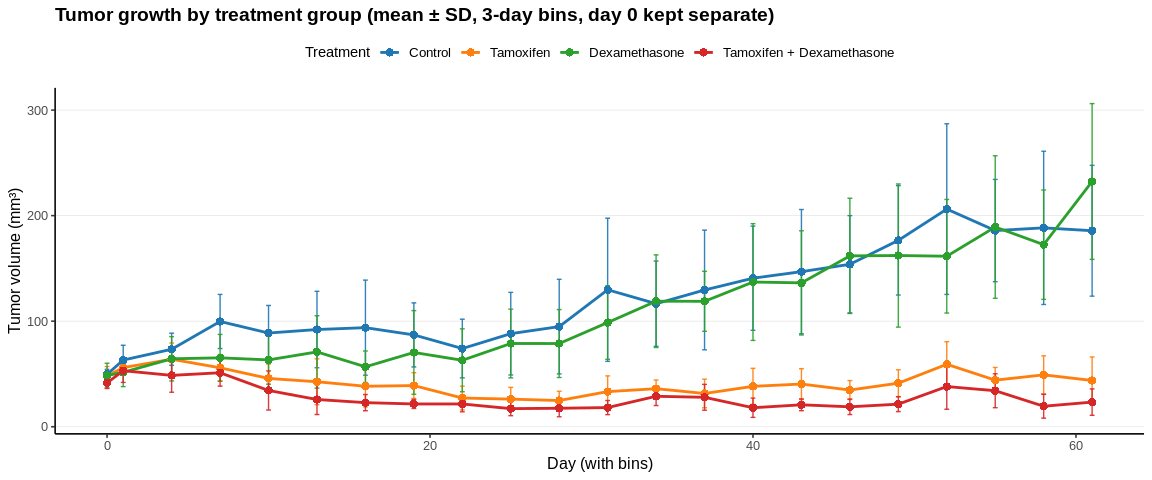 Tumor growth by treatment group (mean ± SD, 3-day bins, day 0 kept separate)
Treatment Control Tamoxifen Dexamethasone Tamoxifen + Dexamethasone
Tumor volume (mm³)
300
200
100
0
0 20 40 60
Day (with bins)